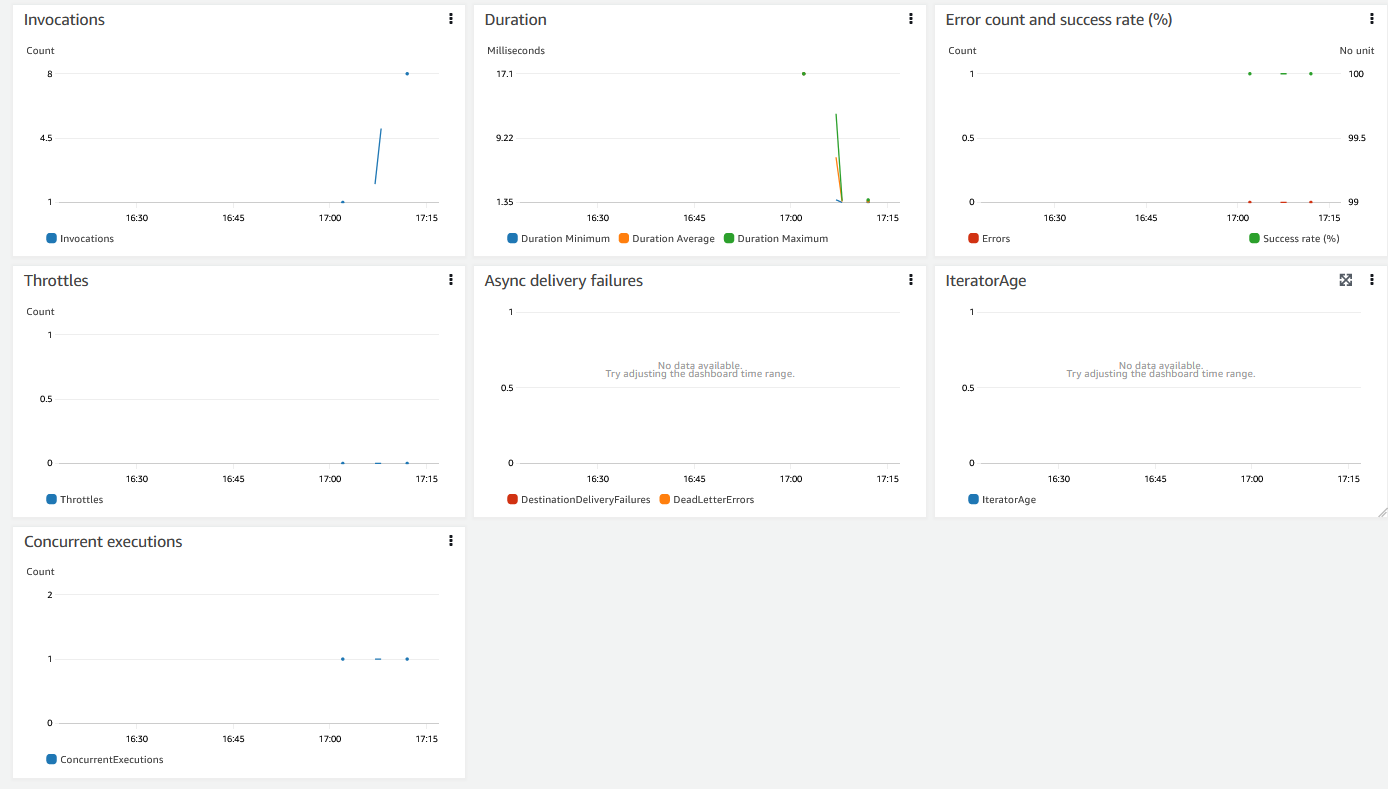 Invocations
Count
8
4.5
1
16:30 16:45 17:00 17:15
Invocations
Duration
Milliseconds
17.1
9.22
1.35
16:30 16:45 17:00 17:15
Duration Minimum Duration Average Duration Maximum
Error count and success rate (%)
Count No unit
1 100
0.5 99.5
0 99
16:30 16:45 17:00 17:15
Errors Success rate (%)
Throttles
Count
1
0.5
0
16:30 16:45 17:00 17:15
Throttles
Async delivery failures
1
No data available.
Try adjusting the dashboard time range.
0.5
0
16:30 16:45 17:00 17:15
DestinationDeliveryFailures DeadLetterErrors
IteratorAge
1
No data available.
Try adjusting the dashboard time range.
0.5
0
16:30 16:45 17:00 17:15
IteratorAge
Concurrent executions
Count
2
1
0
16:30 16:45 17:00 17:15
ConcurrentExecutions